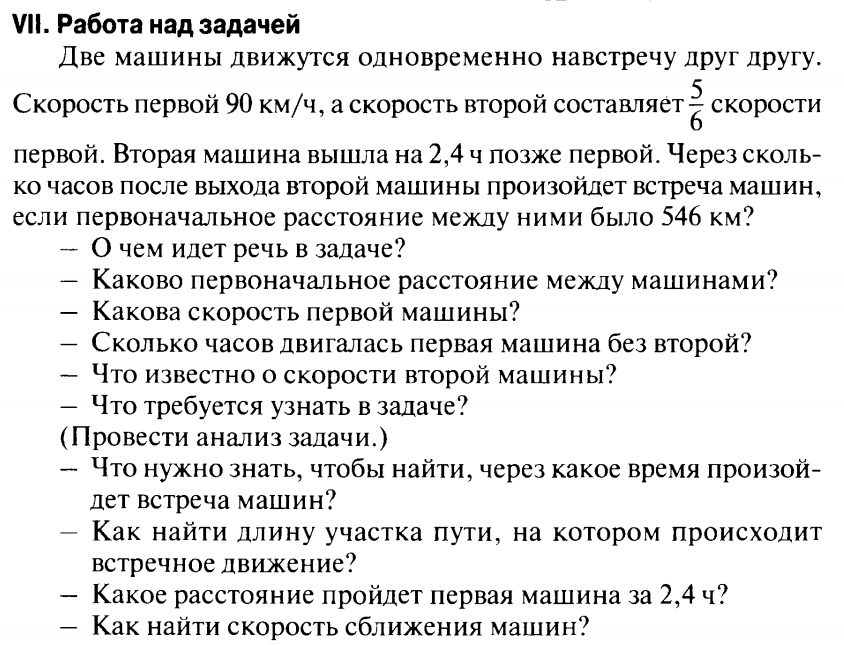 VII. Работа над задачей
Две машины движутся одновременно навстречу друг другу.
Скорость первой 90 км/ч, а скорость второй составляет 5/6 скорости
первой. Вторая машина вышла на 2,4 ч позже первой. Через сколь-
ко часов после выхода второй машины произойдет встреча машин,
если первоначальное расстояние между ними было 546 км?
– О чем идет речь в задаче?
– Каково первоначальное расстояние между машинами?
– Какова скорость первой машины?
– Сколько часов двигалась первая машина без второй?
– Что известно о скорости второй машины?
– Что требуется узнать в задаче?
(Провести анализ задачи.)
– Что нужно знать, чтобы найти, через какое время произой-
дет встреча машин?
– Как найти длину участка пути, на котором происходит
встречное движение?
– Какое расстояние пройдет первая машина за 2,4 ч?
– Как найти скорость сближения машин?